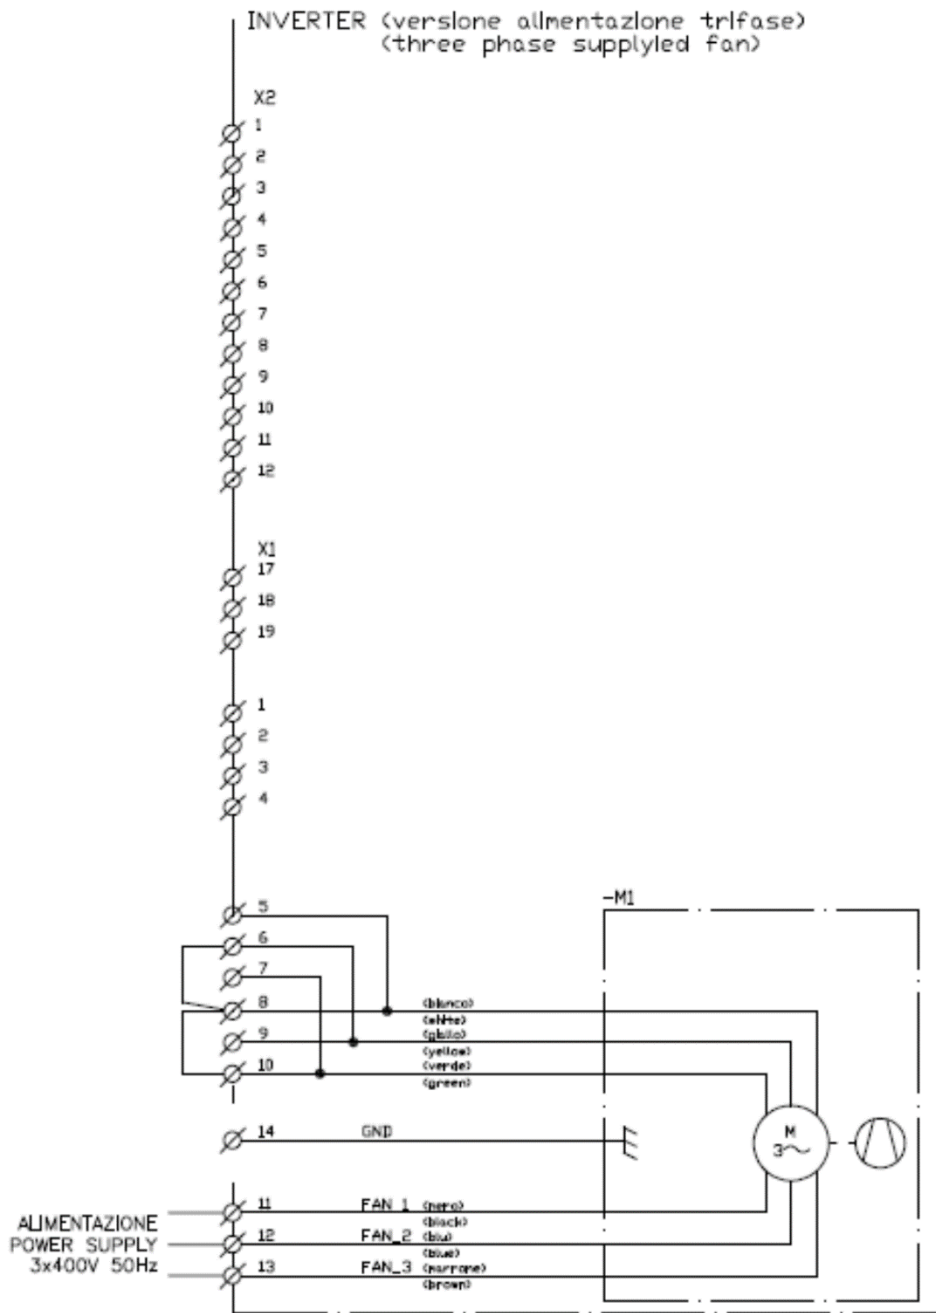 INVERTER (versione alimentazione trifase)
(three phase supplyied fan)
X2
1
2
3
4
5
6
7
8
9
10
11
12
X1
17
18
19
1
2
3
4
5
6
7
8
9
10
14
11
12
13
-M1
(bianco)
(white)
(giallo)
(yellow)
(verde)
(green)
GND
M
3~
FAN_1 (nero)
(black)
FAN_2 (blu)
(blue)
FAN_3 (marrone)
(brown)
ALIMENTAZIONE
POWER SUPPLY
3x400V 50Hz